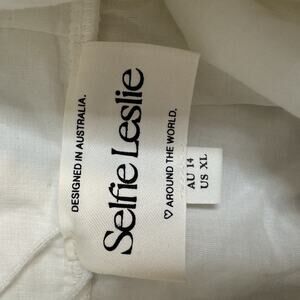 DESIGNED IN AUSTRALIA.
Selfie Leslie
♡ AROUND THE WORLD.
AU 14
US XL